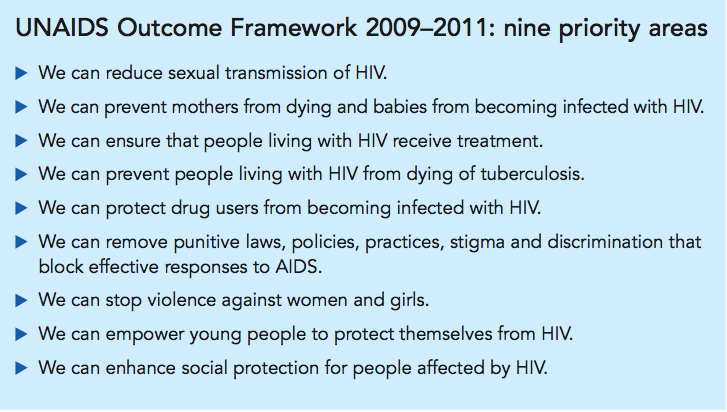 UNAIDS Outcome Framework 2009–2011: nine priority areas
▶ We can reduce sexual transmission of HIV.
▶ We can prevent mothers from dying and babies from becoming infected with HIV.
▶ We can ensure that people living with HIV receive treatment.
▶ We can prevent people living with HIV from dying of tuberculosis.
▶ We can protect drug users from becoming infected with HIV.
▶ We can remove punitive laws, policies, practices, stigma and discrimination that
block effective responses to AIDS.
▶ We can stop violence against women and girls.
▶ We can empower young people to protect themselves from HIV.
▶ We can enhance social protection for people affected by HIV.